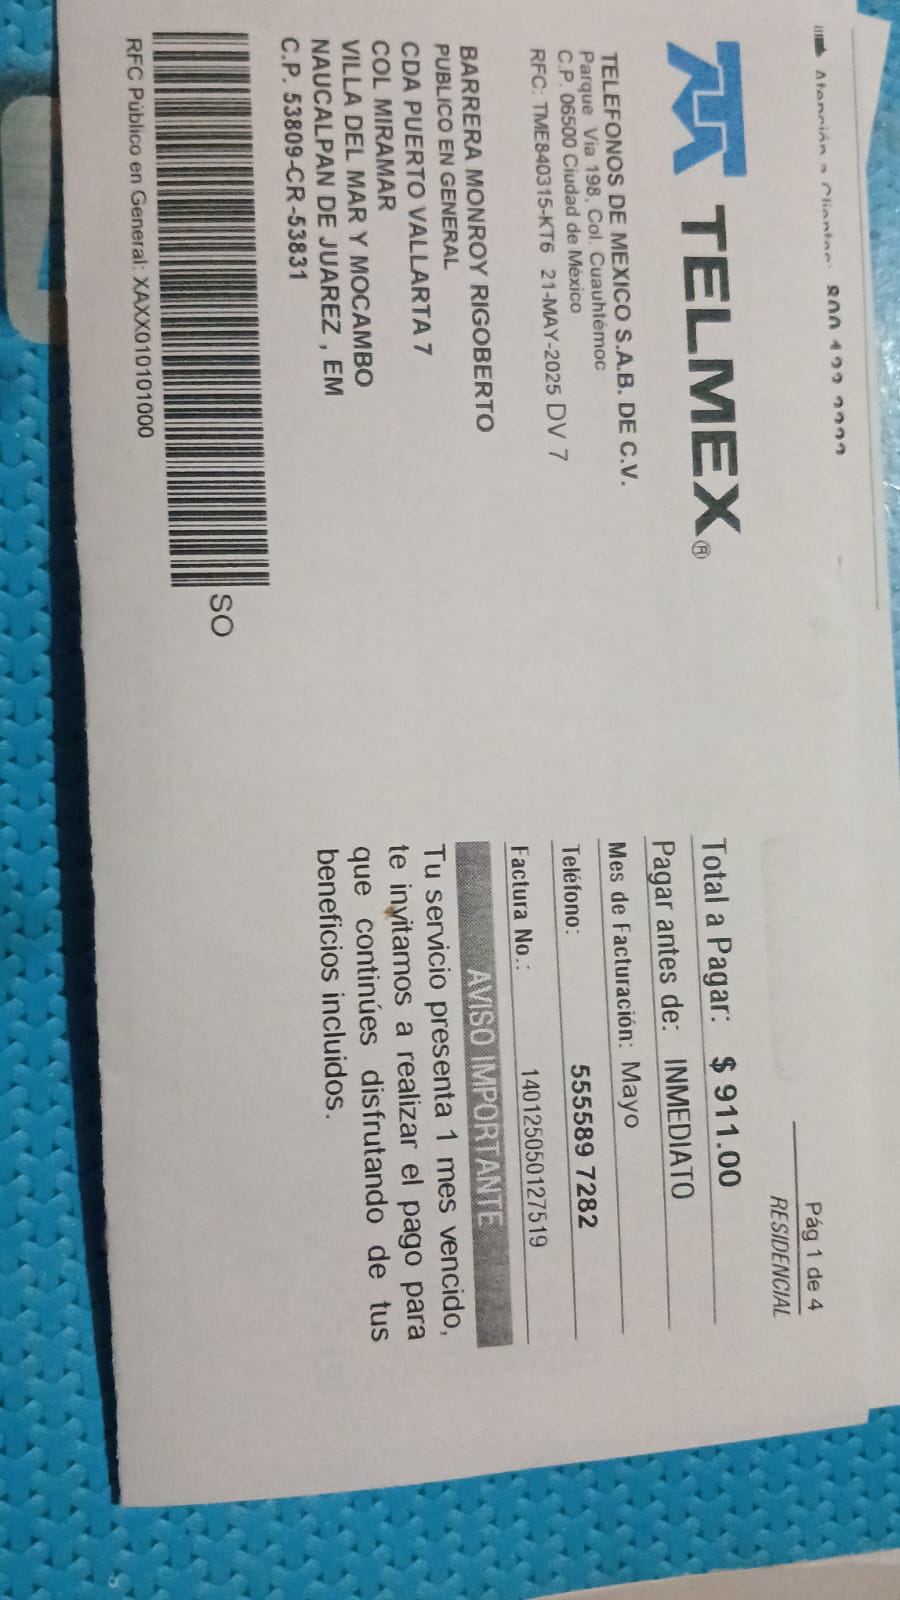 Pág 1 de 4
RESIDENCIAL
TELMEX®
TELEFONOS DE MEXICO S.A.B. DE C.V.
Parque Via 198, Col. Cuauhtémoc
C.P. 06500 Ciudad de México
RFC: TME840315-KT6 21-MAY-2025 DV 7
BARRERA MONROY RIGOBERTO
PUBLICO EN GENERAL
CDA PUERTO VALLARTA 7
COL MIRAMAR
VILLA DEL MAR Y MOCAMBO
NAUCALPAN DE JUAREZ , EM
C.P. 53809-CR -53831
SO
RFC Público en General: XAXX010101000
Total a Pagar: $ 911.00
Pagar antes de: INMEDIATO
Mes de Facturación: Mayo
Teléfono: 555589 7282
Factura No.: 140125050127519
AVISO IMPORTANTE
Tu servicio presenta 1 mes vencido,
te invitamos a realizar el pago para
que continúes disfrutando de tus
beneficios incluidos.